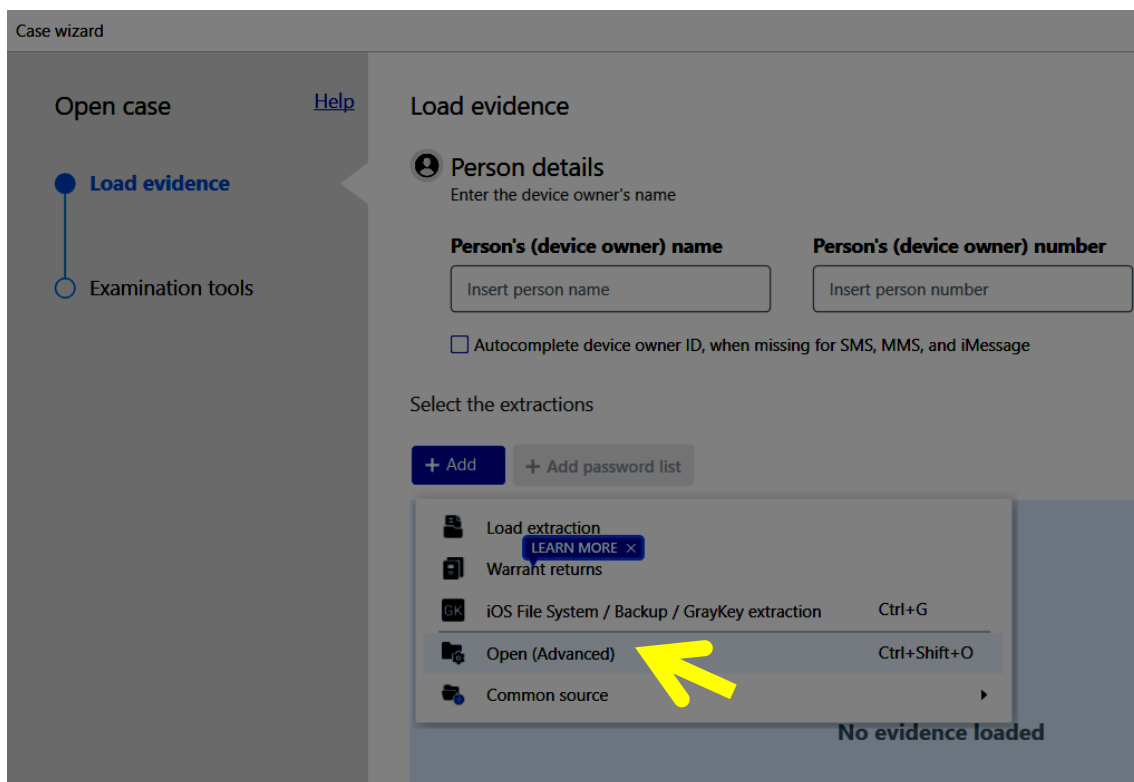 Case wizard
Open case
Help
Load evidence
Examination tools
Load evidence
Person details
Enter the device owner's name
Person's (device owner) name
Person's (device owner) number
Insert person name
Insert person number
Autocomplete device owner ID, when missing for SMS, MMS, and iMessage
Select the extractions
+ Add
+ Add password list
Load extraction
LEARN MORE ×
Warrant returns
GK iOS File System / Backup / GrayKey extraction Ctrl+G
Open (Advanced) Ctrl+Shift+O
Common source
No evidence loaded